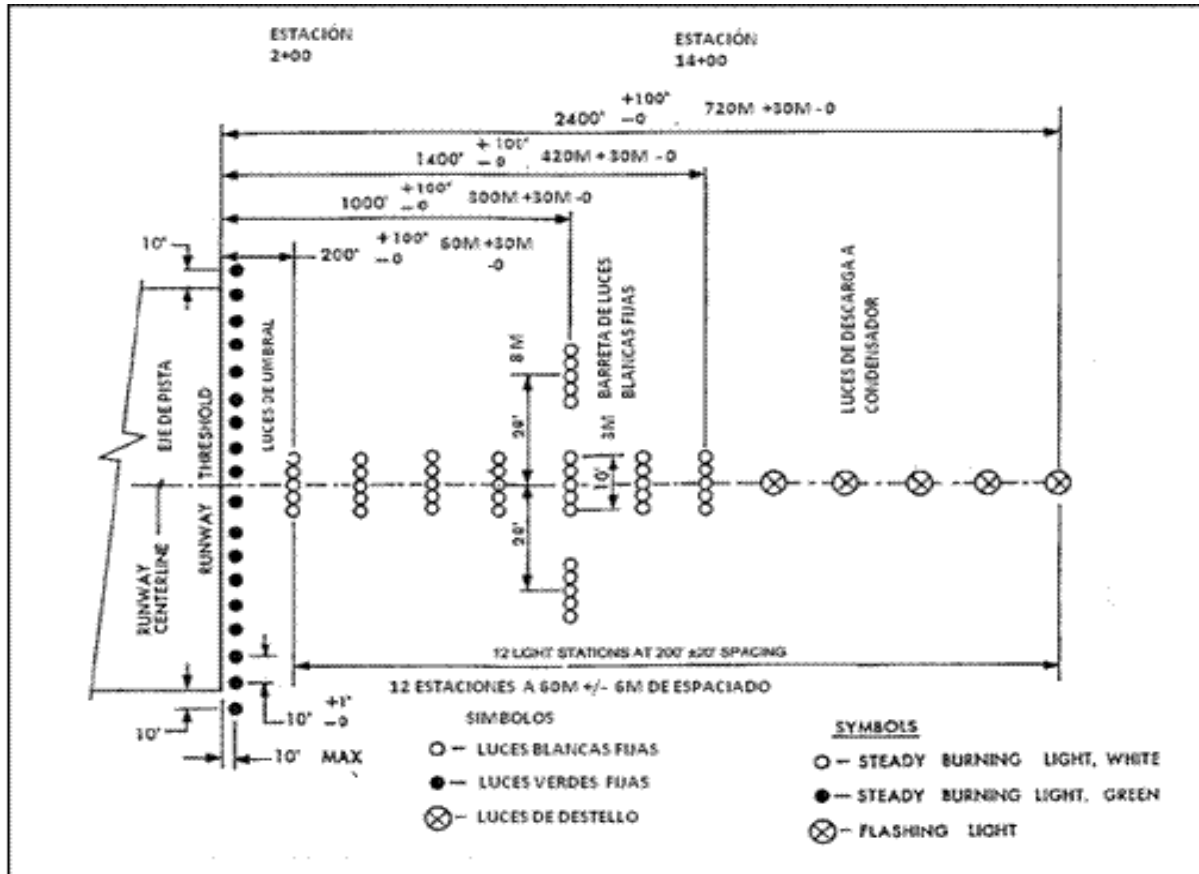 ESTACIÓN
2+00
ESTACIÓN
14+00
2400' +100' -0 720M +30M -0
1400' +100' -0 420M +30M -0
1000' +100' -0 300M +30M -0
200' +100' -0 60M +30M
-0
10'
EJE DE PISTA
RUNWAY THRESHOLD
LUCES DE UMBRAL
RUNWAY
CENTERLINE
8 M
BARRETA DE LUCES
BLANCAS FIJAS
3M
10'
LUCES DE DESCARGA A
CONDENSADOR
12 LIGHT STATIONS AT 200' ±20' SPACING
12 ESTACIONES A 60M +/- 6M DE ESPACIADO
10'
10' +1' -0
10' MAX
SIMBOLOS
LUCES BLANCAS FIJAS
LUCES VERDES FIJAS
LUCES DE DESTELLO
SYMBOLS
STEADY BURNING LIGHT, WHITE
STEADY BURNING LIGHT, GREEN
FLASHING LIGHT